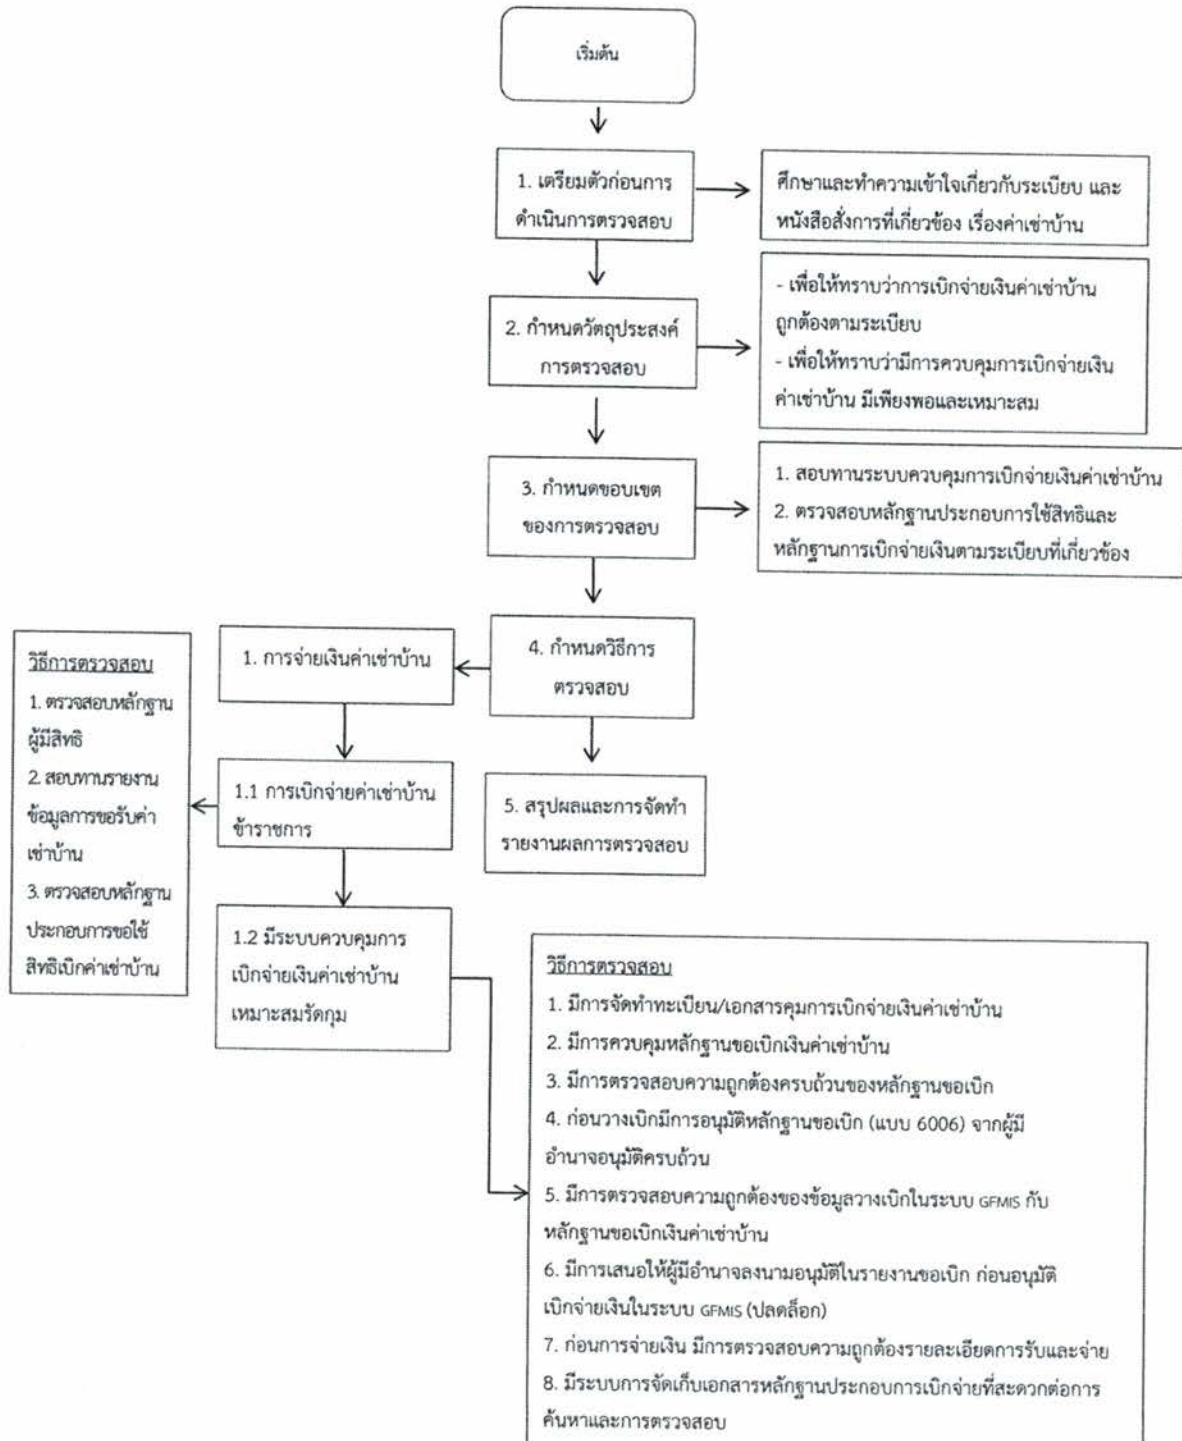 เริ่มต้น
1. เตรียมตัวก่อนการ
ดำเนินการตรวจสอบ
ศึกษาและทำความเข้าใจเกี่ยวกับระเบียบ และ
หนังสือสั่งการที่เกี่ยวข้อง เรื่องค่าเช่าบ้าน
2. กำหนดวัตถุประสงค์
การตรวจสอบ
- เพื่อให้ทราบว่าการเบิกจ่ายเงินค่าเช่าบ้าน
ถูกต้องตามระเบียบ
- เพื่อให้ทราบว่ามีการควบคุมการเบิกจ่ายเงิน
ค่าเช่าบ้าน มีเพียงพอและเหมาะสม
3. กำหนดขอบเขต
ของการตรวจสอบ
1. สอบทานระบบควบคุมการเบิกจ่ายเงินค่าเช่าบ้าน
2. ตรวจสอบหลักฐานประกอบการใช้สิทธิและ
หลักฐานการเบิกจ่ายเงินตามระเบียบที่เกี่ยวข้อง
4. กำหนดวิธีการ
ตรวจสอบ
1. การจ่ายเงินค่าเช่าบ้าน
1.1 การเบิกจ่ายค่าเช่าบ้าน
ข้าราชการ
วิธีการตรวจสอบ
1. ตรวจสอบหลักฐาน
ผู้มีสิทธิ
2. สอบทานรายงาน
ข้อมูลการขอรับค่า
เช่าบ้าน
3. ตรวจสอบหลักฐาน
ประกอบการขอใช้
สิทธิเบิกค่าเช่าบ้าน
5. สรุปผลและการจัดทำ
รายงานผลการตรวจสอบ
1.2 มีระบบควบคุมการ
เบิกจ่ายเงินค่าเช่าบ้าน
เหมาะสมรัดกุม
วิธีการตรวจสอบ
1. มีการจัดทำทะเบียน/เอกสารคุมการเบิกจ่ายเงินค่าเช่าบ้าน
2. มีการควบคุมหลักฐานขอเบิกเงินค่าเช่าบ้าน
3. มีการตรวจสอบความถูกต้องครบถ้วนของหลักฐานขอเบิก
4. ก่อนวางเบิกมีการอนุมัติหลักฐานขอเบิก (แบบ 6006) จากผู้มี
อำนาจอนุมัติครบถ้วน
5. มีการตรวจสอบความถูกต้องของข้อมูลวางเบิกในระบบ GFMIS กับ
หลักฐานขอเบิกเงินค่าเช่าบ้าน
6. มีการเสนอให้ผู้มีอำนาจลงนามอนุมัติในรายงานขอเบิก ก่อนอนุมัติ
เบิกจ่ายเงินในระบบ GFMIS (ปลดล็อก)
7. ก่อนการจ่ายเงิน มีการตรวจสอบความถูกต้องรายละเอียดการรับและจ่าย
8. มีระบบการจัดเก็บเอกสารหลักฐานประกอบการเบิกจ่ายที่สะดวกต่อการ
ค้นหาและการตรวจสอบ